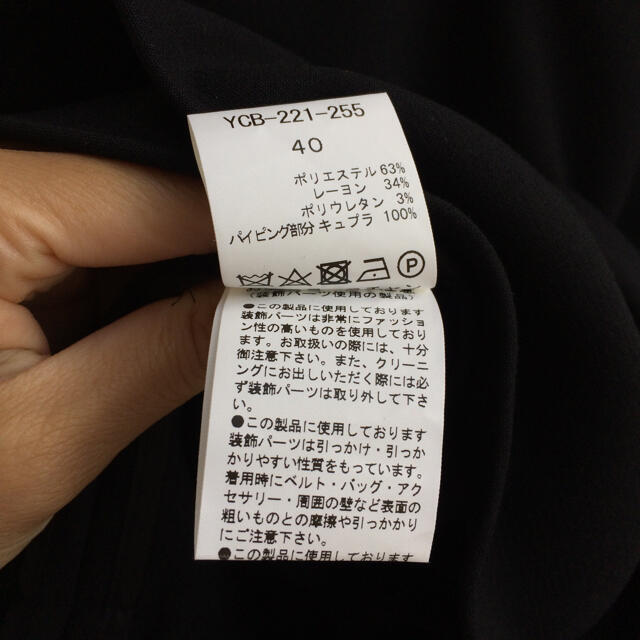 YCB-221-255
40
ポリエステル 63%
レーヨン 34%
ポリウレタン 3%
パイピング部分 キュプラ 100%
P
(装飾パーツ使用の製品)
●この製品に使用しております
装飾パーツは非常にファッショ
ン性の高いものを使用しており
ます。お取扱いの際には、十分
御注意下さい。また、クリーニ
ングにお出しいただく際には必
ず装飾パーツは取り外して下さ
い。
●この製品に使用しております
装飾パーツは引っかけ・引っか
かりやすい性質をもっています。
着用時にベルト・バッグ・アク
セサリー・周囲の壁など表面の
粗いものとの摩擦や引っかかり
にご注意下さい。
●この製品に使用しております